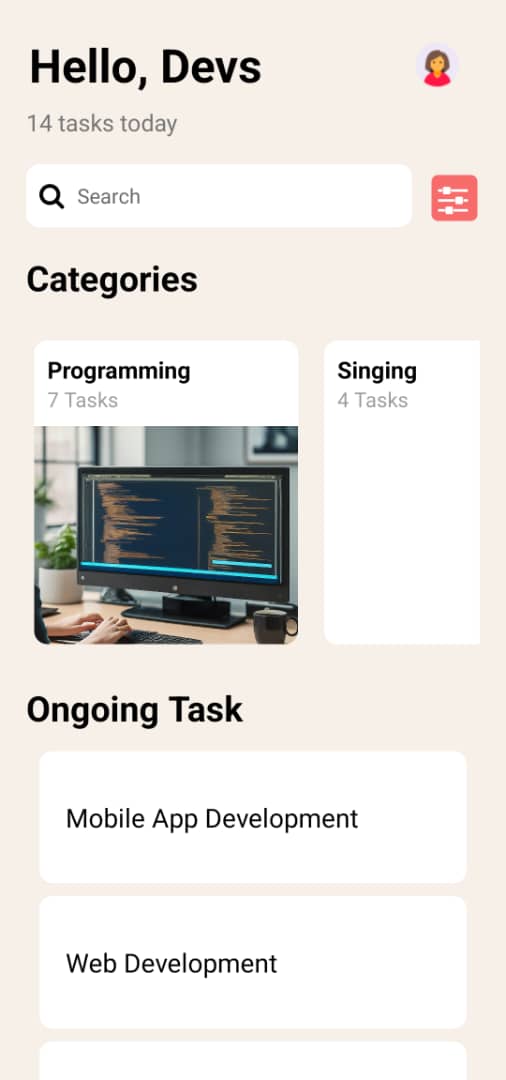 Hello, Devs
14 tasks today
Search
Categories
Programming
7 Tasks
Singing
4 Tasks
Ongoing Task
Mobile App Development
Web Development